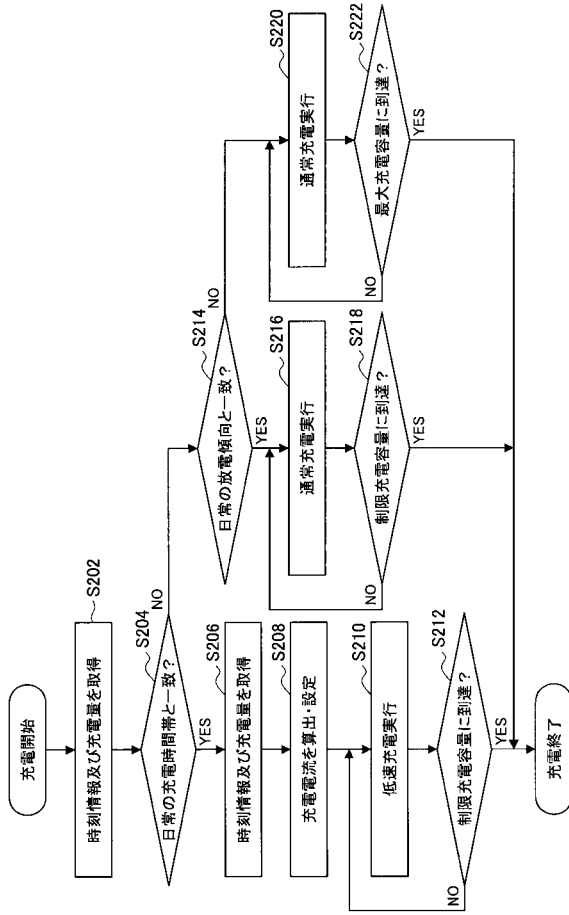 充電開始
時刻情報及び充電量を取得
S202
日常の充電時間帯と一致？
S204
NO
YES
時刻情報及び充電量を取得
S206
充電電流を算出・設定
S208
低速充電実行
S210
制限充電容量に到達？
S212
NO
YES
充電終了
日常の放電傾向と一致？
S214
NO
YES
通常充電実行
S216
制限充電容量に到達？
S218
NO
YES
通常充電実行
S220
最大充電容量に到達？
S222
NO
YES